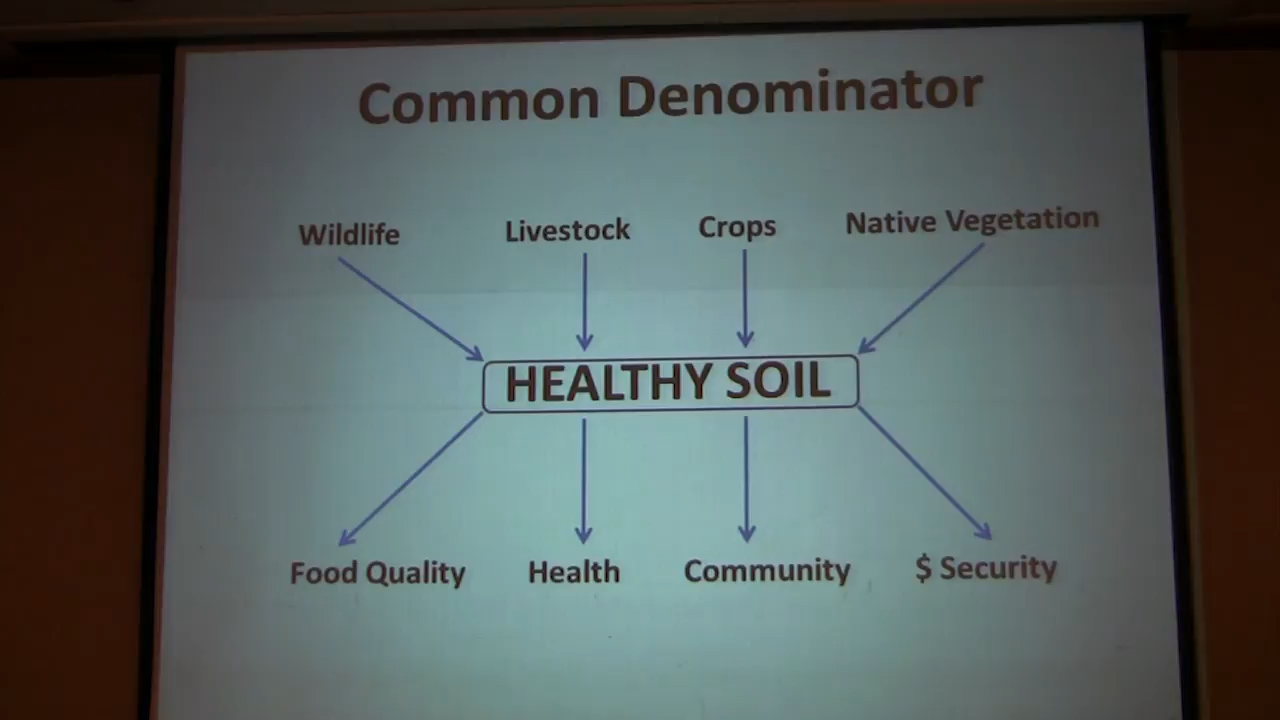 Common Denominator
Wildlife Livestock Crops Native Vegetation
HEALTHY SOIL
Food Quality Health Community $ Security